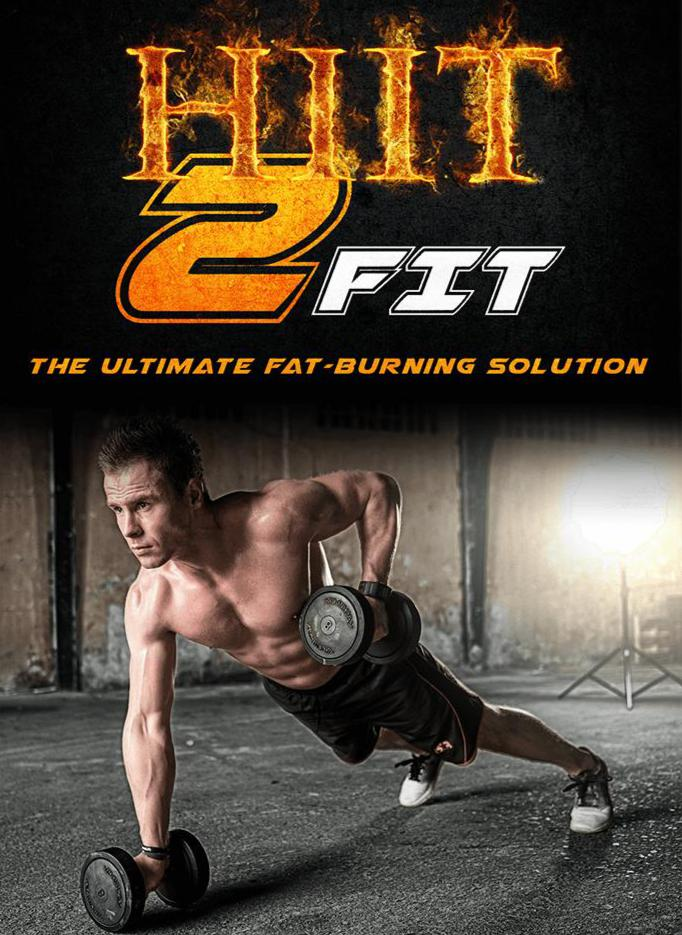 HIIT
2 FIT
THE ULTIMATE FAT-BURNING SOLUTION